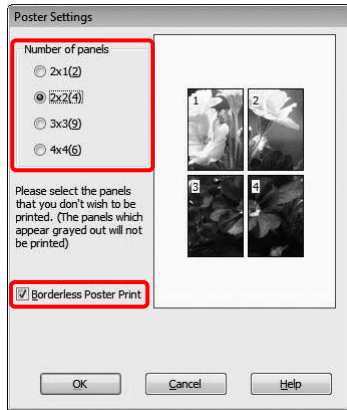 Poster Settings
Number of panels
2x1(2)
2x2(4)
3x3(9)
4x4(6)
1
2
3
4
Please select the panels
that you don't wish to be
printed. (The panels which
appear grayed out will not
be printed)
Borderless Poster Print
OK
Cancel
Help